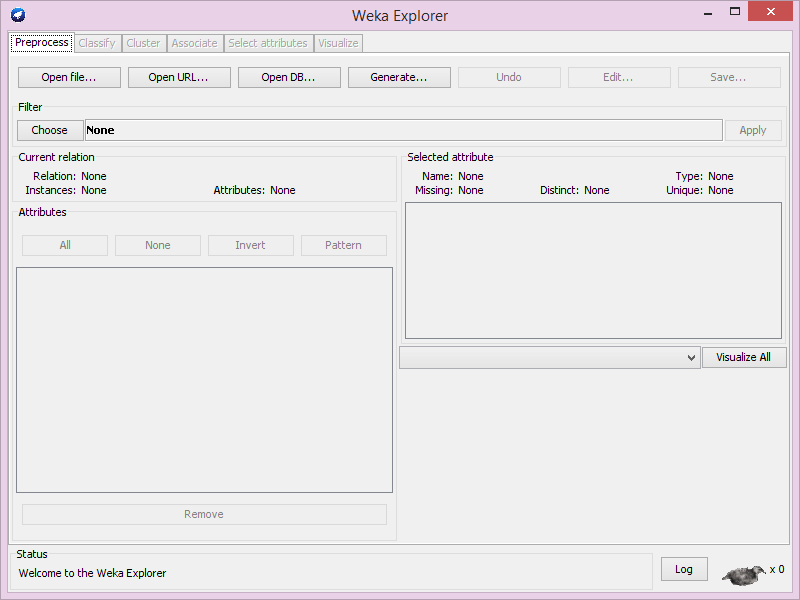 Weka Explorer
Preprocess Classify Cluster Associate Select attributes Visualize
Open file... Open URL... Open DB... Generate... Undo Edit... Save...
Filter
Choose None Apply
Current relation
Relation: None
Instances: None Attributes: None
Selected attribute
Name: None Type: None
Missing: None Distinct: None Unique: None
Attributes
All None Invert Pattern
Visualize All
Remove
Status
Welcome to the Weka Explorer
Log x 0